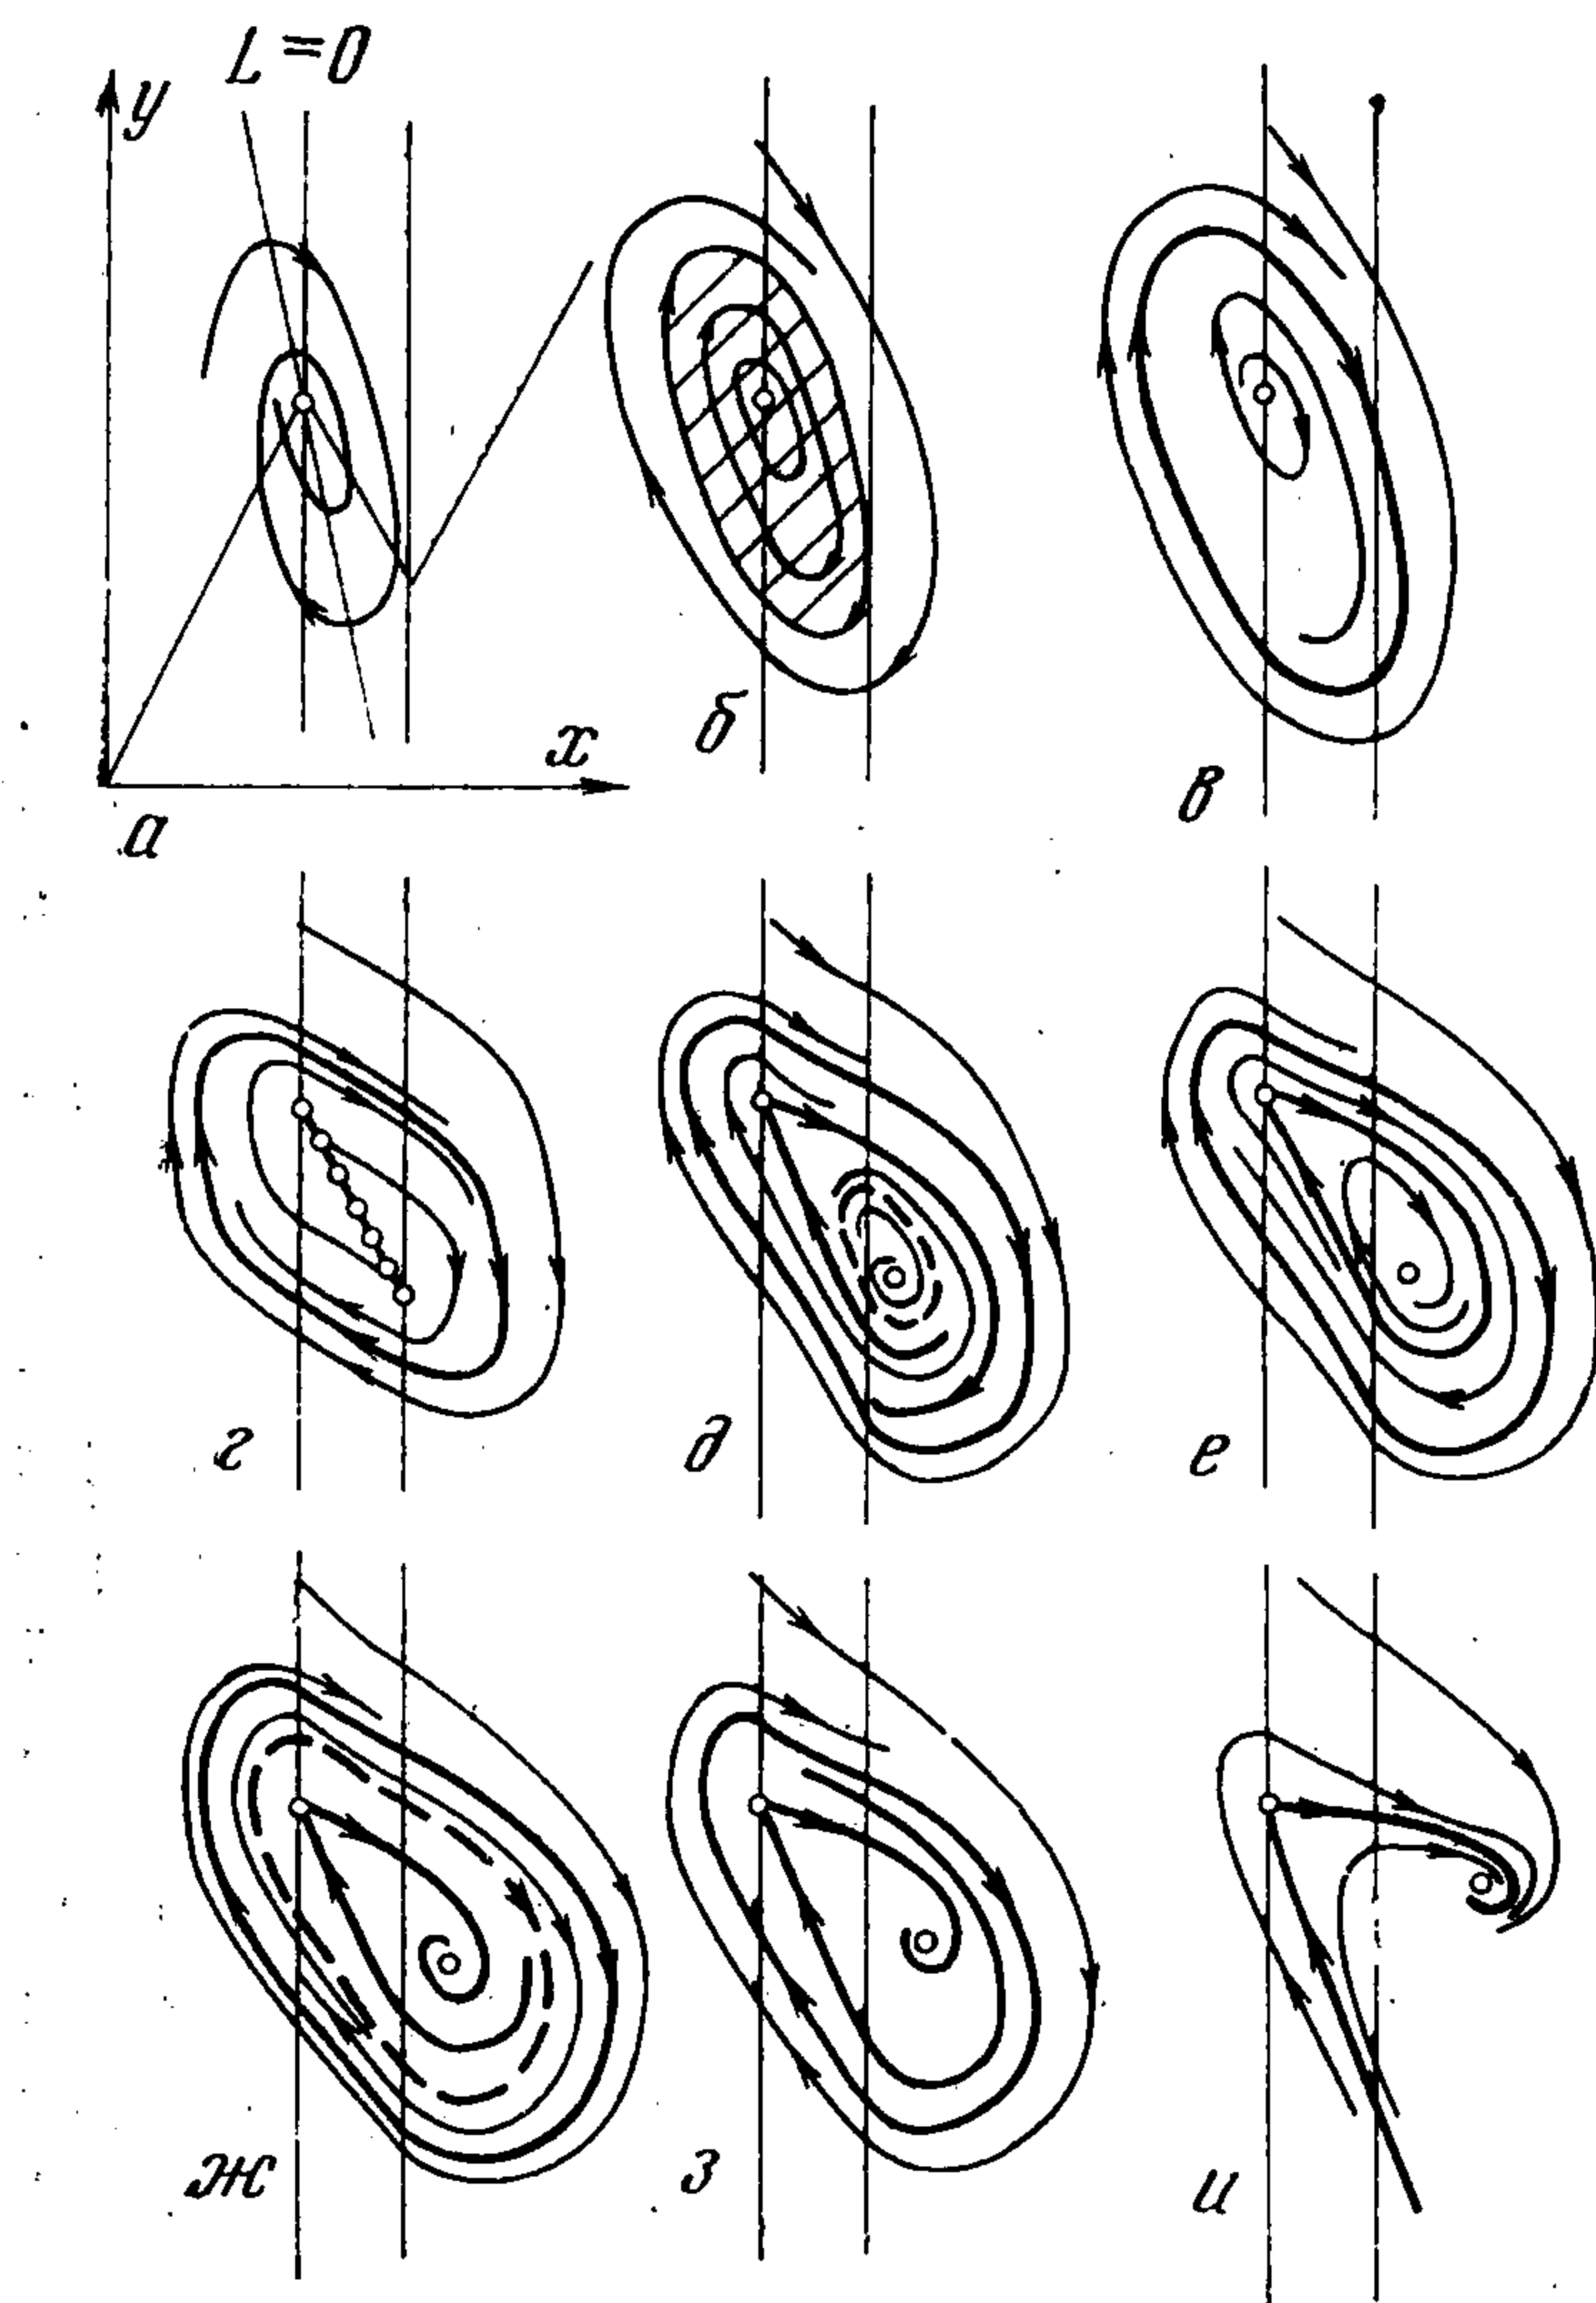 L=0
y
x
а
б
в
г
д
е
ж
з
и